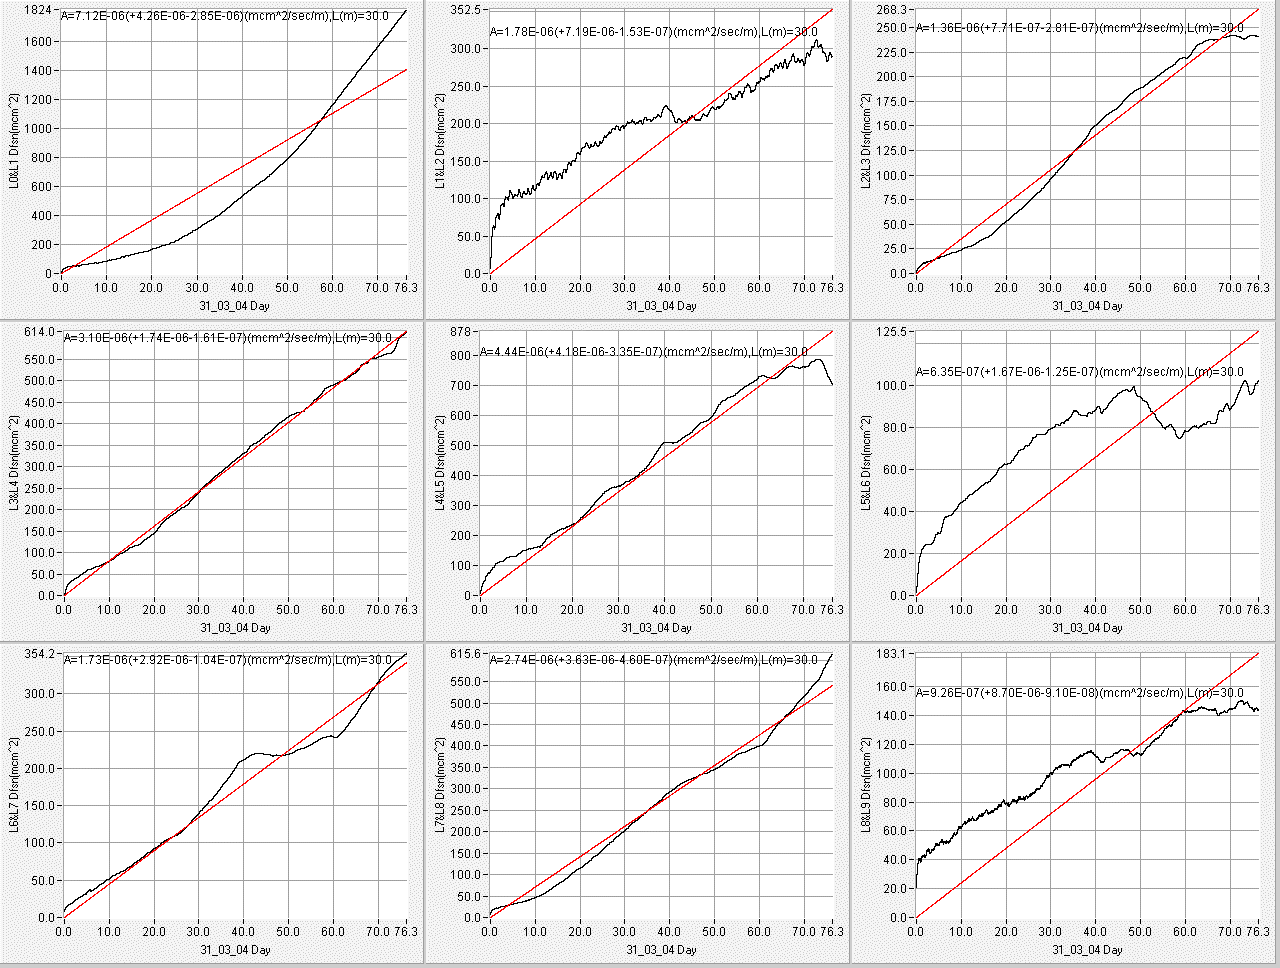 1824
A=7.12E-06(+4.26E-06-2.85E-06)(mcm^2/sec/m),L(m)=30.0
1600
1400
1200
1000
800
600
400
200
0
L0&L1 Dfsn[mcm^2]
0.0 10.0 20.0 30.0 40.0 50.0 60.0 70.0 76.3
31_03_04 Day
352.5
A=1.78E-06(+7.19E-06-1.53E-07)(mcm^2/sec/m),L(m)=30.0
300.0
250.0
200.0
150.0
100.0
50.0
0.0
L1&L2 Dfsn[mcm^2]
0.0 10.0 20.0 30.0 40.0 50.0 60.0 70.0 76.3
31_03_04 Day
268.3
A=1.36E-06(+7.71E-07-2.81E-07)(mcm^2/sec/m),L(m)=30.0
250.0
225.0
200.0
175.0
150.0
125.0
100.0
75.0
50.0
25.0
0.0
L2&L3 Dfsn[mcm^2]
0.0 10.0 20.0 30.0 40.0 50.0 60.0 70.0 76.3
31_03_04 Day
614.0
A=3.10E-06(+1.74E-06-1.61E-07)(mcm^2/sec/m),L(m)=30.0
550.0
500.0
450.0
400.0
350.0
300.0
250.0
200.0
150.0
100.0
50.0
0.0
L3&L4 Dfsn[mcm^2]
0.0 10.0 20.0 30.0 40.0 50.0 60.0 70.0 76.3
31_03_04 Day
878
A=4.44E-06(+4.18E-06-3.35E-07)(mcm^2/sec/m),L(m)=30.0
800
700
600
500
400
300
200
100
0
L4&L5 Dfsn[mcm^2]
0.0 10.0 20.0 30.0 40.0 50.0 60.0 70.0 76.3
31_03_04 Day
125.5
A=6.35E-07(+1.67E-06-1.25E-07)(mcm^2/sec/m),L(m)=30.0
100.0
80.0
60.0
40.0
20.0
0.0
L5&L6 Dfsn[mcm^2]
0.0 10.0 20.0 30.0 40.0 50.0 60.0 70.0 76.3
31_03_04 Day
354.2
A=1.73E-06(+2.92E-06-1.04E-07)(mcm^2/sec/m),L(m)=30.0
300.0
250.0
200.0
150.0
100.0
50.0
0.0
L6&L7 Dfsn[mcm^2]
0.0 10.0 20.0 30.0 40.0 50.0 60.0 70.0 76.3
31_03_04 Day
615.6
A=2.74E-06(+3.63E-06-4.60E-07)(mcm^2/sec/m),L(m)=30.0
550.0
500.0
450.0
400.0
350.0
300.0
250.0
200.0
150.0
100.0
50.0
0.0
L7&L8 Dfsn[mcm^2]
0.0 10.0 20.0 30.0 40.0 50.0 60.0 70.0 76.3
31_03_04 Day
183.1
A=9.26E-07(+8.70E-06-9.10E-08)(mcm^2/sec/m),L(m)=30.0
160.0
140.0
120.0
100.0
80.0
60.0
40.0
20.0
0.0
L8&L9 Dfsn[mcm^2]
0.0 10.0 20.0 30.0 40.0 50.0 60.0 70.0 76.3
31_03_04 Day